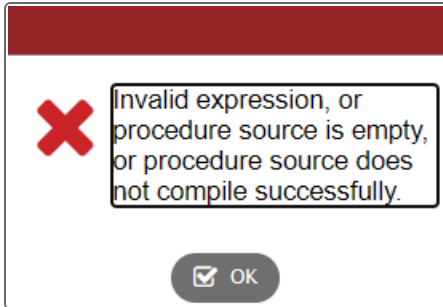 Invalid expression, or
procedure source is empty,
or procedure source does
not compile successfully.
OK